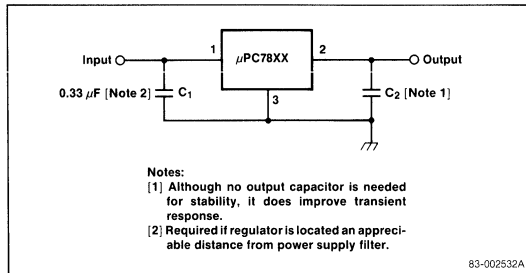 1 μPC78XX 2
Input Output
0.33 μF [Note 2] C1 3 C2 [Note 1]
Notes:
[1] Although no output capacitor is needed
for stability, it does improve transient
response.
[2] Required if regulator is located an appreci-
able distance from power supply filter.
83-002532A